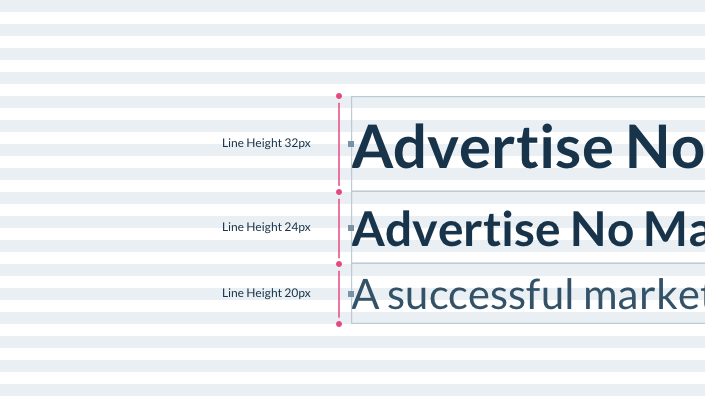 Line Height 32px
Advertise No
Line Height 24px
Advertise No Ma
Line Height 20px
A successful market